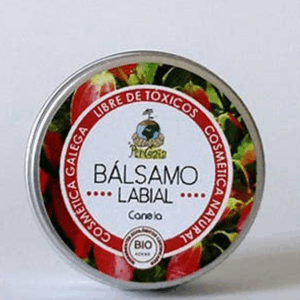 LIBRE DE TÓXICOS
COSMÉTICA GALEGA
COSMÉTICA NATURAL
BÁLSAMO
LABIAL
Canela
BIO